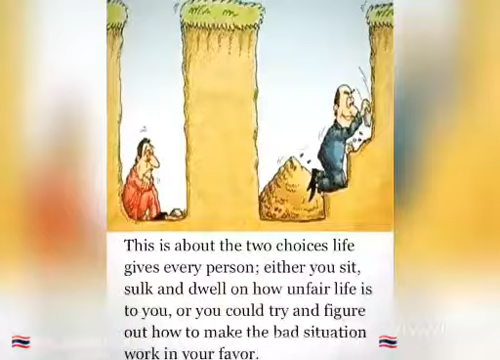 This is about the two choices life
gives every person; either you sit,
sulk and dwell on how unfair life is
to you, or you could try and figure
out how to make the bad situation
work in your favor.